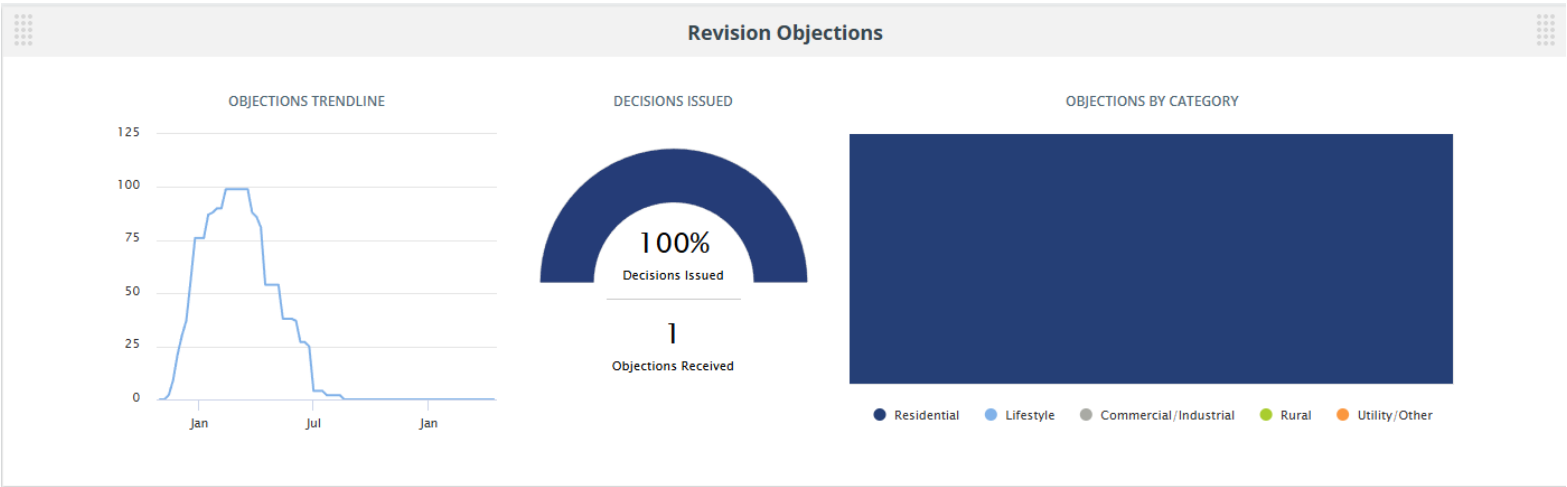 Revision Objections
OBJECTIONS TRENDLINE
125
100
75
50
25
0
Jan
Jul
Jan
DECISIONS ISSUED
100%
Decisions Issued
1
Objections Received
OBJECTIONS BY CATEGORY
Residential
Lifestyle
Commercial/Industrial
Rural
Utility/Other